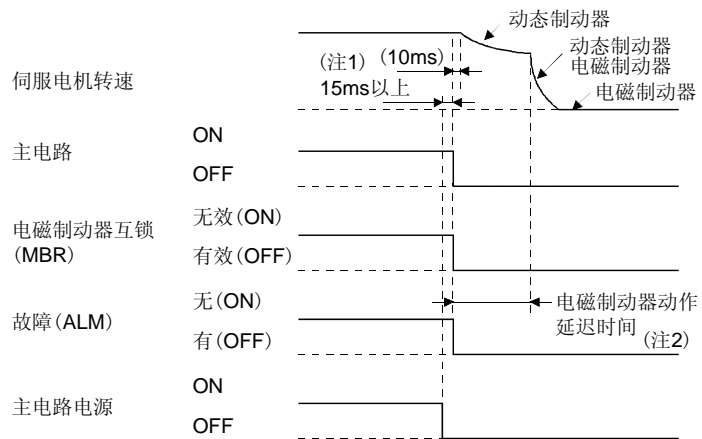 动态制动器
(注1) (10ms)
动态制动器
电磁制动器
伺服电机转速
15ms以上
电磁制动器
主电路
ON
OFF
电磁制动器互锁
(MBR)
无效(ON)
有效(OFF)
故障(ALM)
无(ON)
有(OFF)
电磁制动器动作
延迟时间 (注2)
主电路电源
ON
OFF